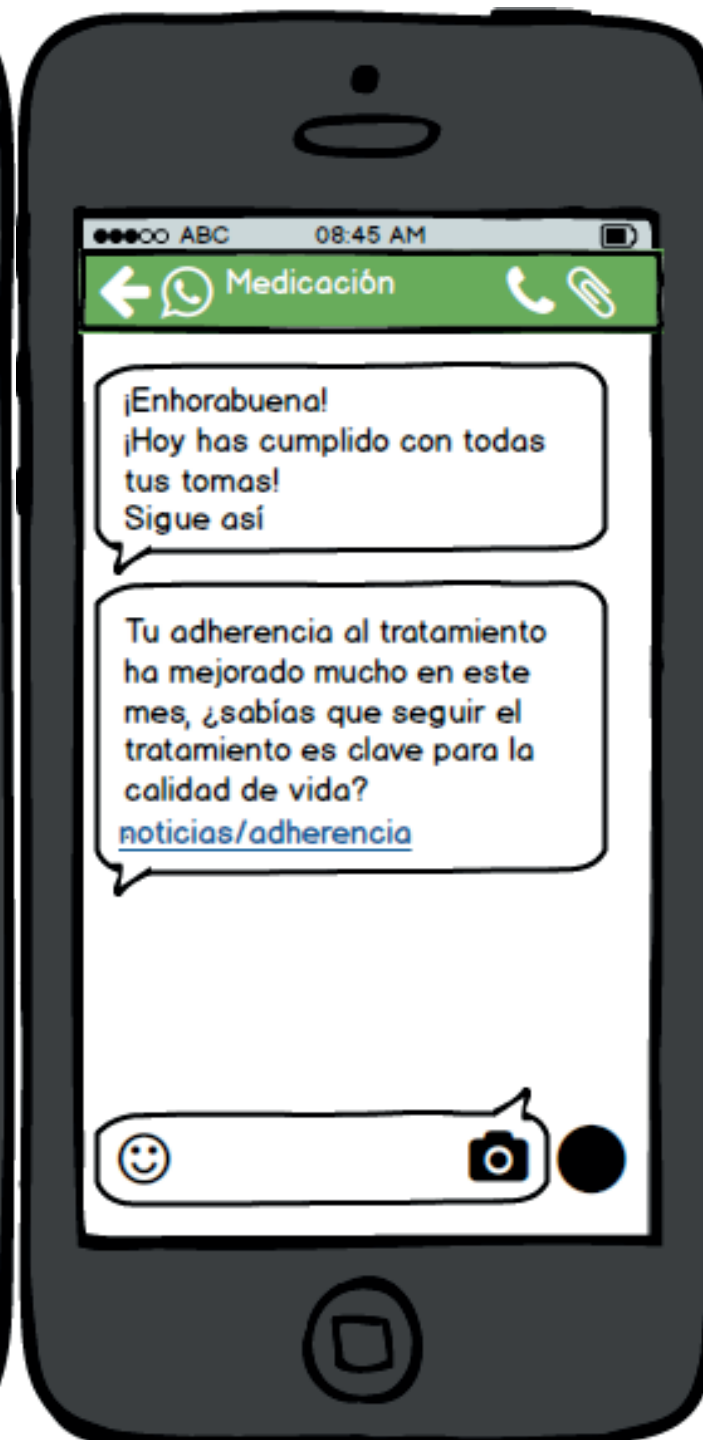 ABC 08:45 AM
Medicación
¡Enhorabuena!
¡Hoy has cumplido con todas
tus tomas!
Sigue así
Tu adherencia al tratamiento
ha mejorado mucho en este
mes, ¿sabías que seguir el
tratamiento es clave para la
calidad de vida?
noticias/adherencia